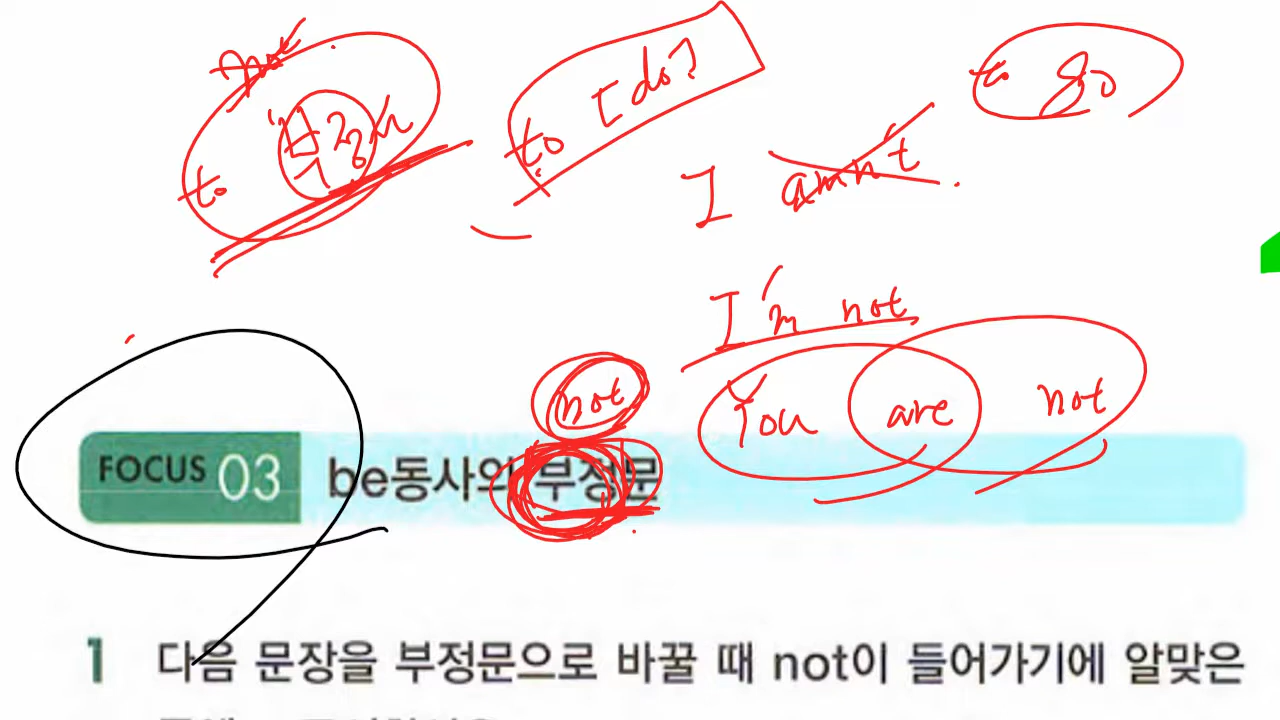 not
to 부정사
to I do?
to go
I amn't.
I'm not
not
You are not
FOCUS 03 be동사의 부정문
1 다음 문장을 부정문으로 바꿀 때 not이 들어가기에 알맞은